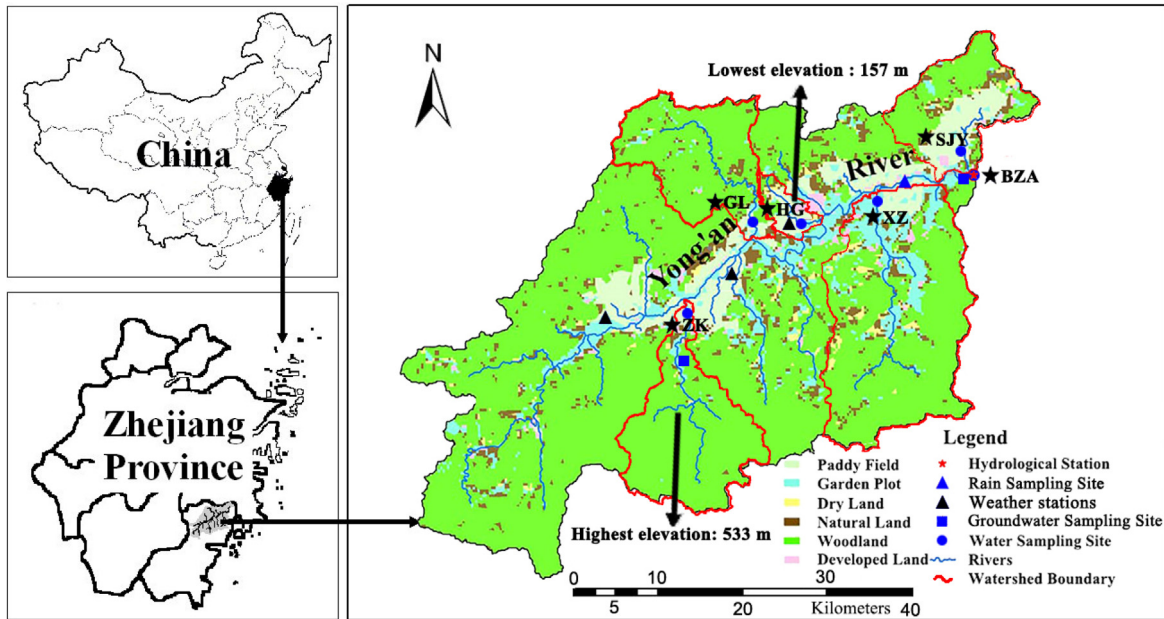 China
Zhejiang
Province
N
Lowest elevation : 157 m
SJY
River
BZA
GL
HG
XZ
Yong'an
ZK
Highest elevation: 533 m
Legend
Paddy Field
Garden Plot
Dry Land
Natural Land
Woodland
Developed Land
Hydrological Station
Rain Sampling Site
Weather stations
Groundwater Sampling Site
Water Sampling Site
Rivers
Watershed Boundary
0 10 30
5 20 Kilometers 40